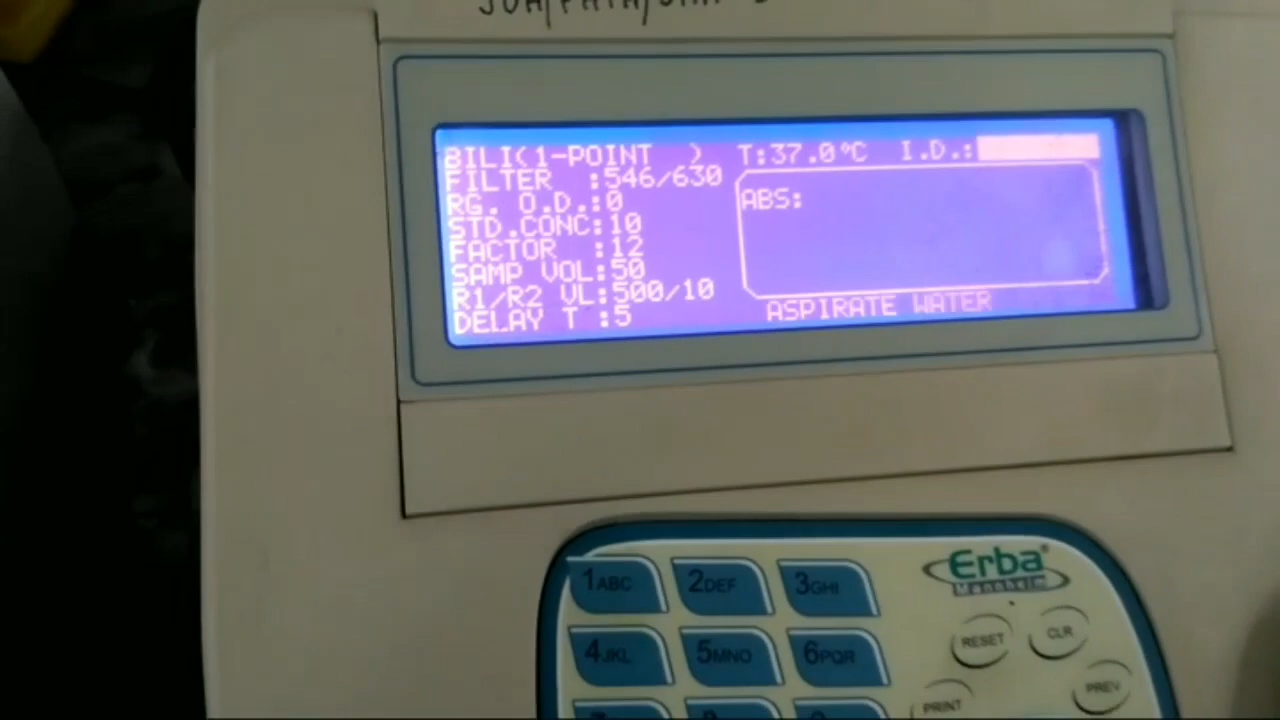 BILI(1-POINT ) T:37.0°C I.D.:
FILTER :546/630
RG. O.D.:0
ABS:
STD.CONC:10
FACTOR :12
SAMP VOL:50
R1/R2 VL:500/10
DELAY T :5
ASPIRATE WATER
Erba®
1ABC 2DEF 3GHI
RESET CLR
4JKL 5MNO 6PQR
PRINT PREV